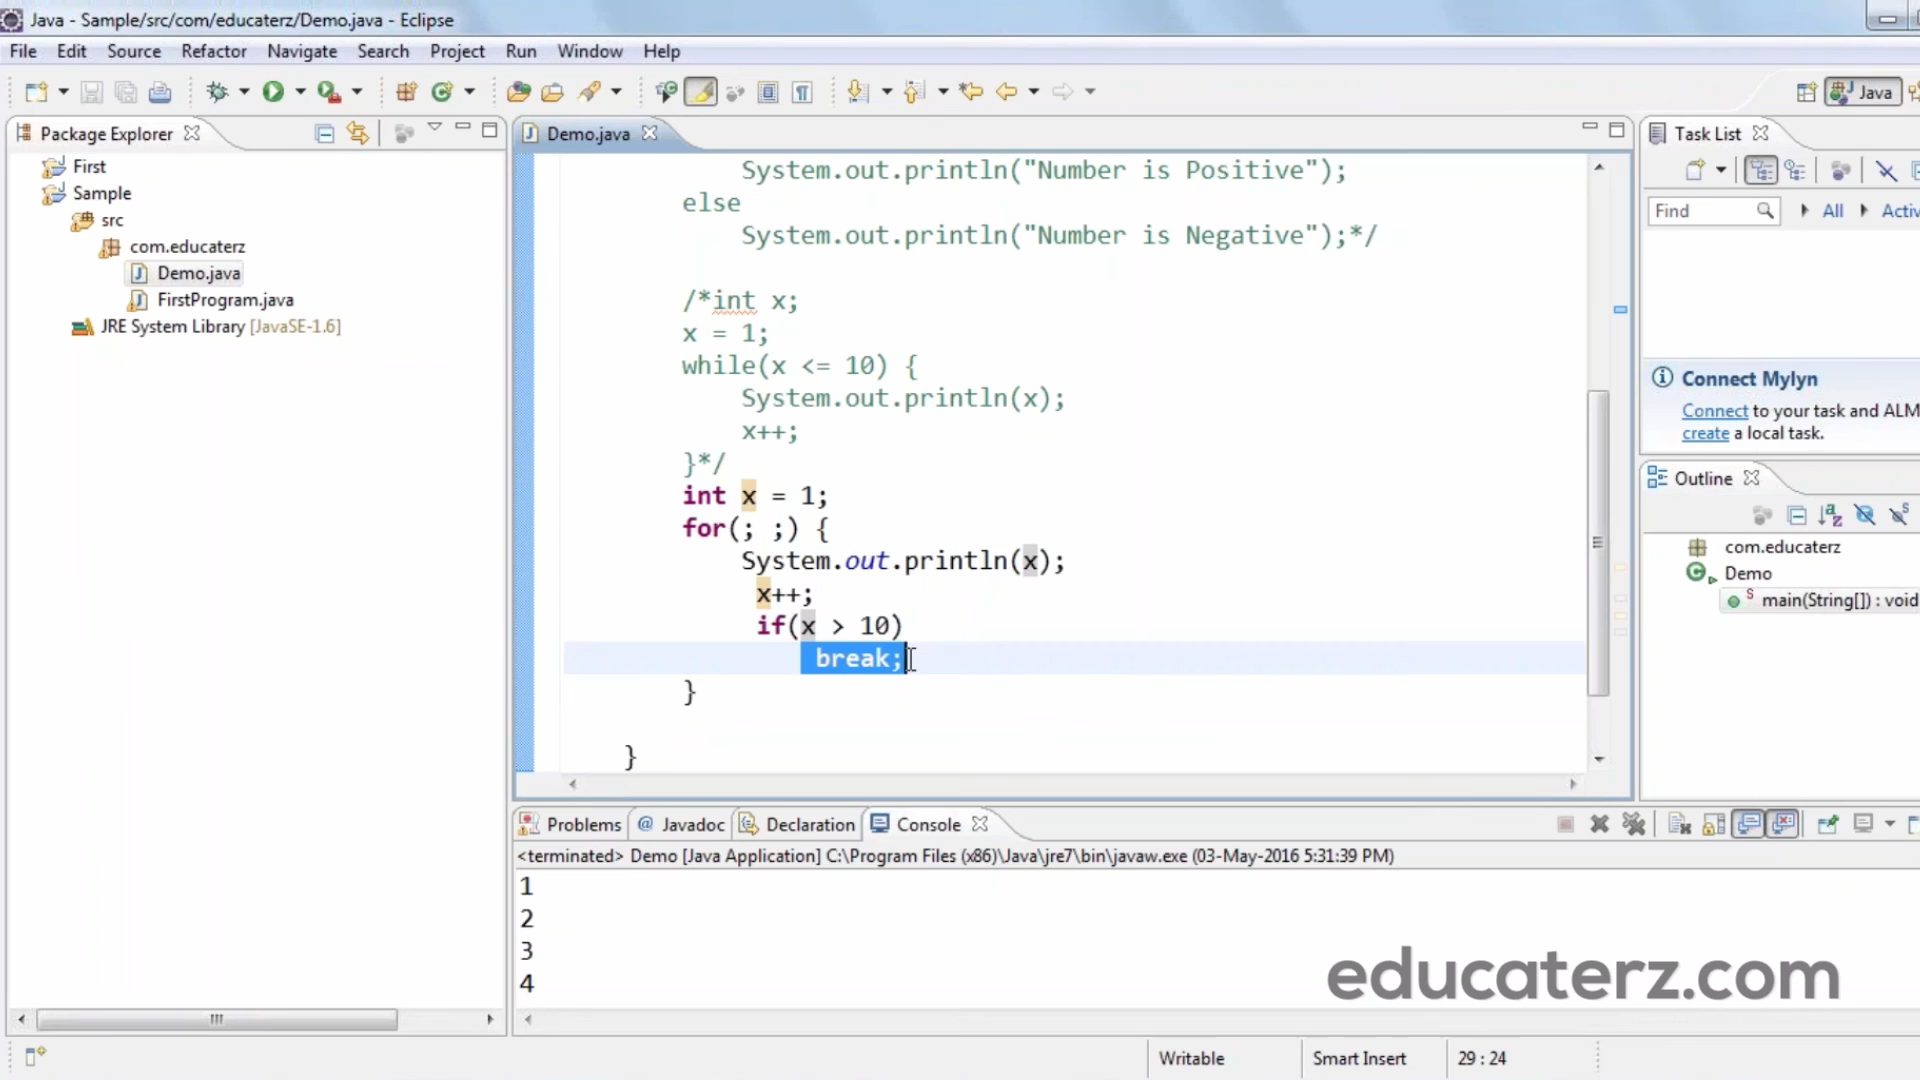 Java - Sample/src/com/educaterz/Demo.java - Eclipse
File Edit Source Refactor Navigate Search Project Run Window Help
Java
Package Explorer
First
Sample
src
com.educaterz
Demo.java
FirstProgram.java
JRE System Library [JavaSE-1.6]
Demo.java
System.out.println("Number is Positive");
else
System.out.println("Number is Negative");*/
/*int x;
x = 1;
while(x <= 10) {
System.out.println(x);
x++;
}*/
int x = 1;
for(; ;) {
System.out.println(x);
x++;
if(x > 10)
break;
}
}
Task List
Find All Activ
Connect Mylyn
Connect to your task and ALM
create a local task.
Outline
com.educaterz
Demo
main(String[]) : void
Problems @ Javadoc Declaration Console
<terminated> Demo [Java Application] C:\Program Files (x86)\Java\jre7\bin\javaw.exe (03-May-2016 5:31:39 PM)
1
2
3
4
educaterz.com
Writable Smart Insert 29 : 24